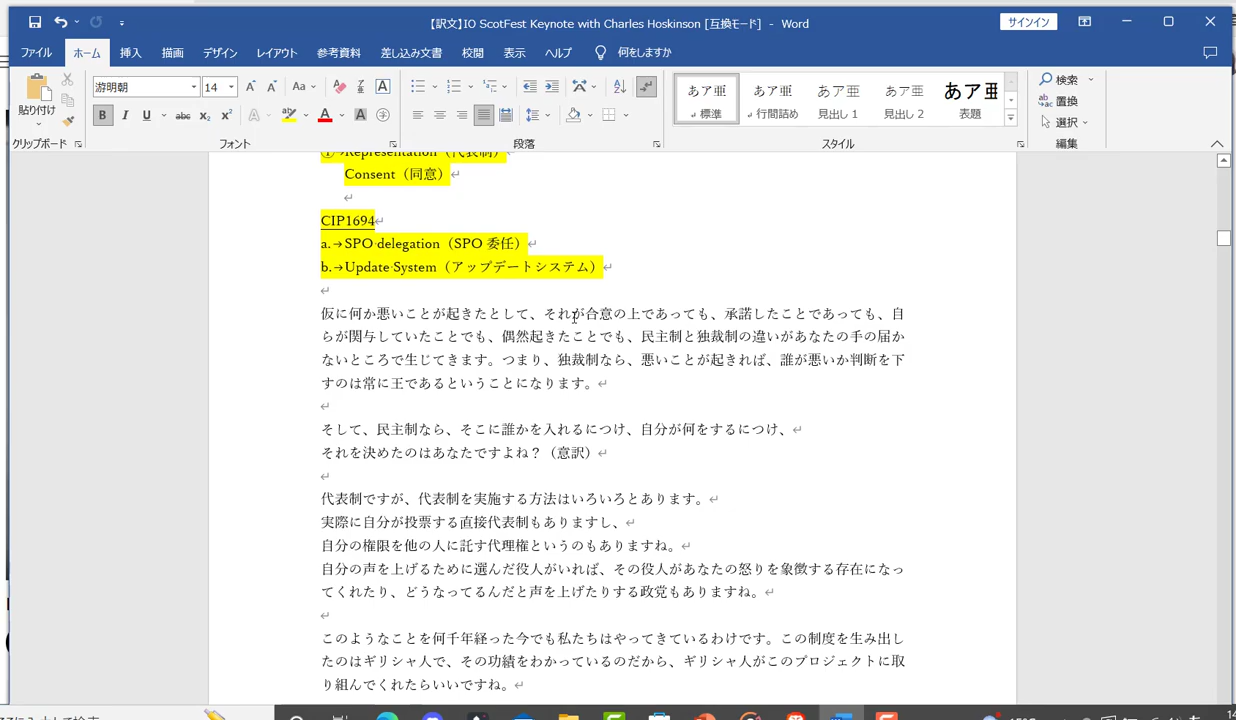 【訳文】IO ScotFest Keynote with Charles Hoskinson [互換モード] - Word
サインイン
ファイル ホーム 挿入 描画 デザイン レイアウト 参考資料 差し込み文書 校閲 表示 ヘルプ 何をしますか
貼り付け
游明朝 14
あア亜 あア亜 あア亜 あア亜 あア亜
標準 行間詰め 見出し 1 見出し 2 表題
検索
置換
選択
クリップボード フォント 段落 スタイル 編集
①→Representation（代表制）
Consent（同意）
CIP1694
a.→SPO delegation（SPO 委任）
b.→Update System（アップデートシステム）
仮に何か悪いことが起きたとして、それが合意の上であっても、承諾したことであっても、自
らが関与していたことでも、偶然起きたことでも、民主制と独裁制の違いがあなたの手の届か
ないところで生じてきます。つまり、独裁制なら、悪いことが起きれば、誰が悪いか判断を下
すのは常に王であるということになります。
そして、民主制なら、そこに誰かを入れるにつけ、自分が何をするにつけ、
それを決めたのはあなたですよね？（意訳）
代表制ですが、代表制を実施する方法はいろいろとあります。
実際に自分が投票する直接代表制もありますし、
自分の権限を他の人に託す代理権というのもありますね。
自分の声を上げるために選んだ役人がいれば、その役人があなたの怒りを象徴する存在になっ
てくれたり、どうなってるんだと声を上げたりする政党もありますね。
このようなことを何千年経った今でも私たちはやってきているわけです。この制度を生み出し
たのはギリシャ人で、その功績をわかっているのだから、ギリシャ人がこのプロジェクトに取
り組んでくれたらいいですね。